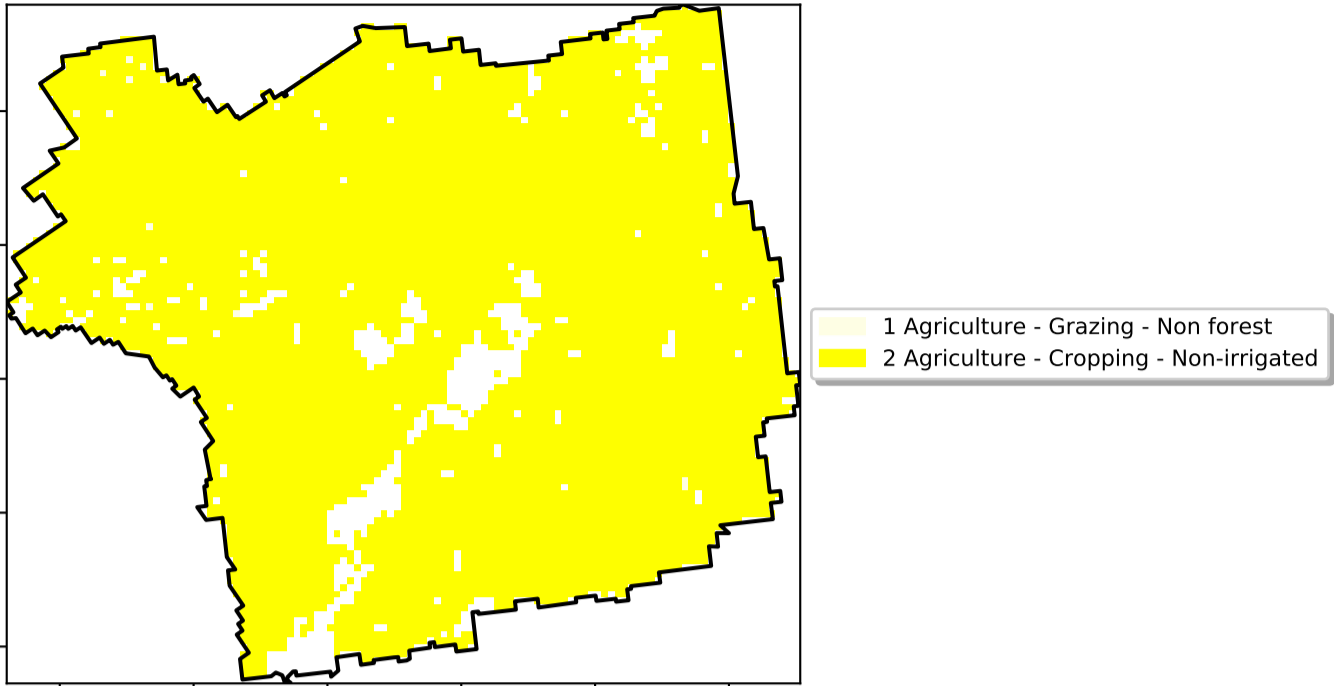 1 Agriculture - Grazing - Non forest
2 Agriculture - Cropping - Non-irrigated